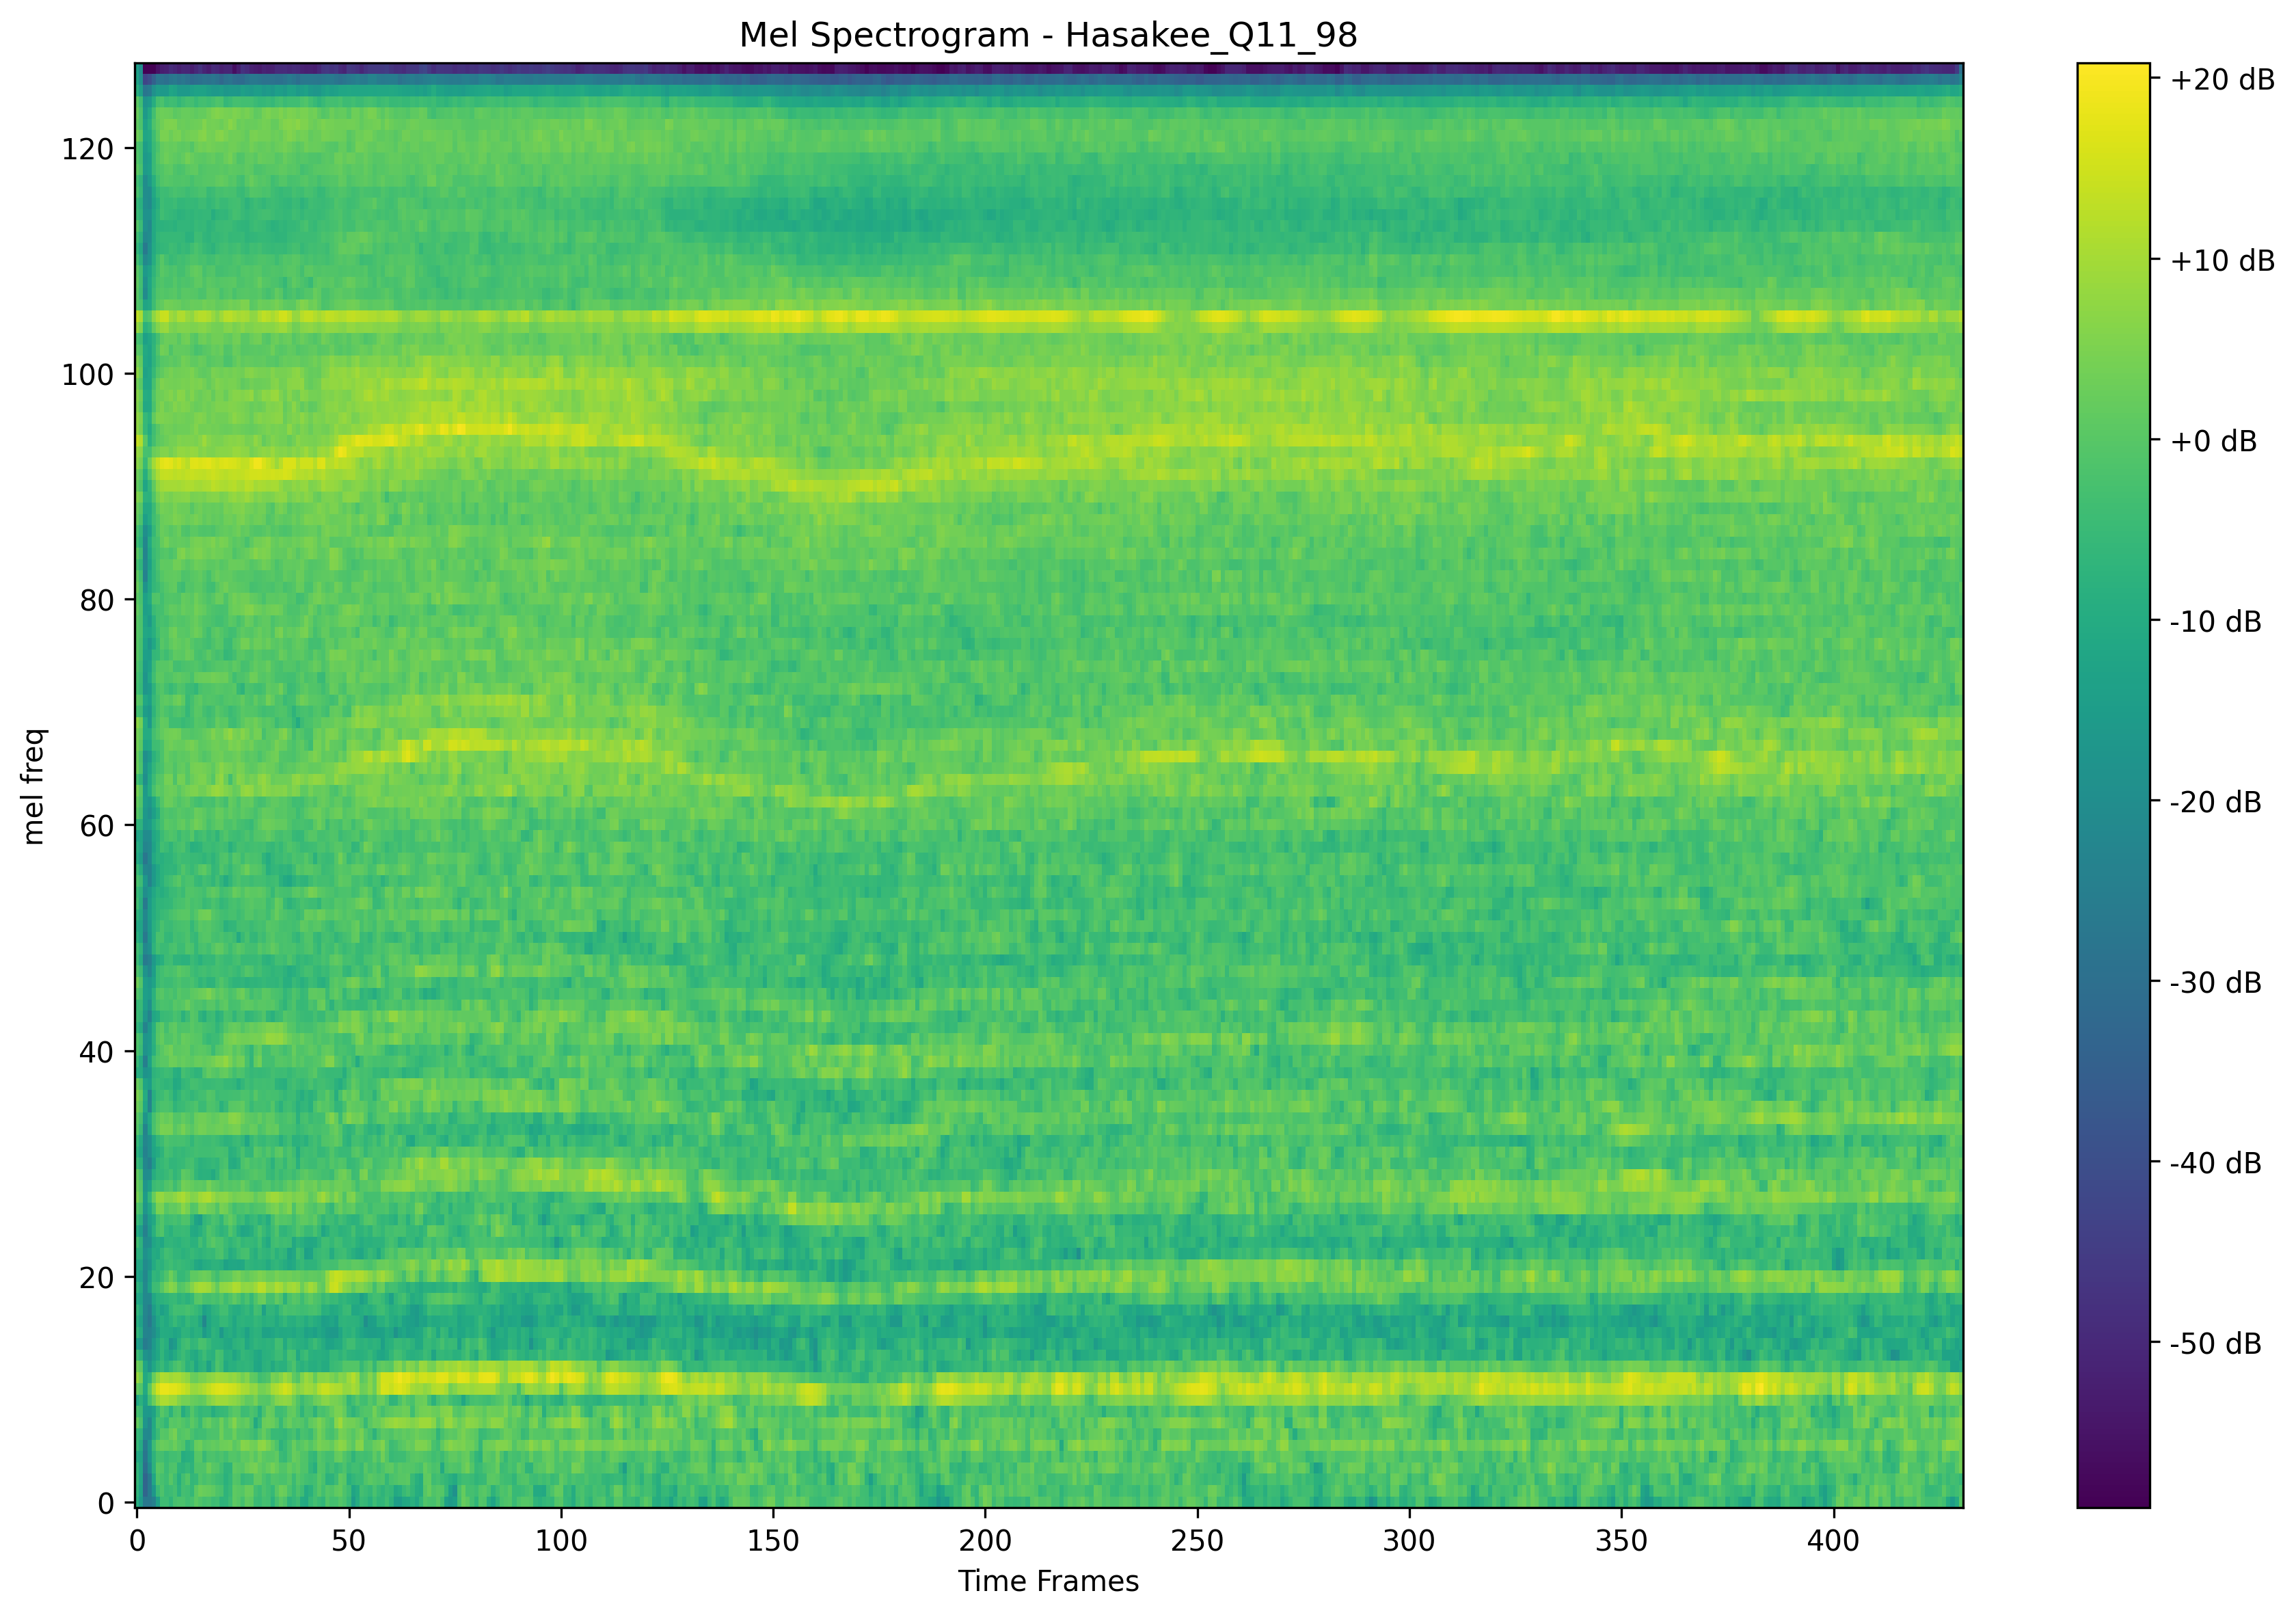 Mel Spectrogram - Hasakee_Q11_98
mel freq
120
100
80
60
40
20
0
0 50 100 150 200 250 300 350 400
Time Frames
+20 dB
+10 dB
+0 dB
-10 dB
-20 dB
-30 dB
-40 dB
-50 dB